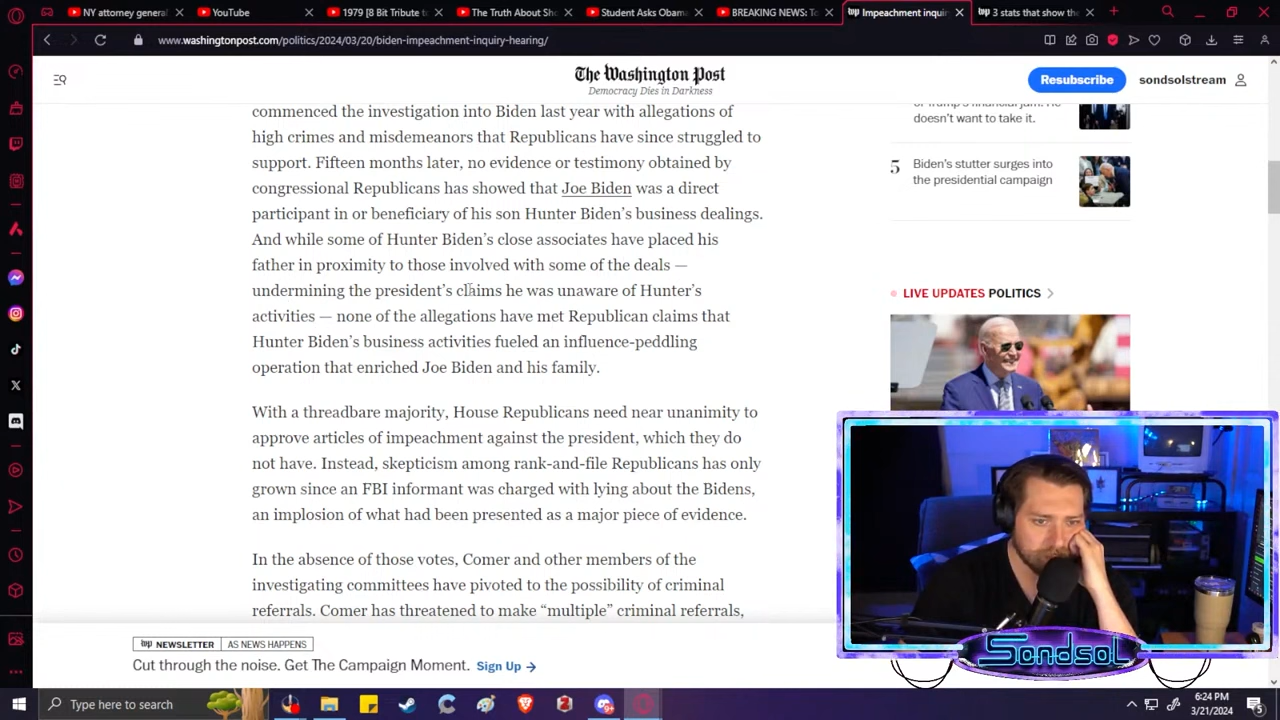 NY attorney general
YouTube
1979 [8 Bit Tribute to
The Truth About She
Student Asks Obama
BREAKING NEWS: Te
Impeachment inquir
3 stats that show the
www.washingtonpost.com/politics/2024/03/20/biden-impeachment-inquiry-hearing/
The Washington Post
Democracy Dies in Darkness
Resubscribe
sondsolstream
commenced the investigation into Biden last year with allegations of
high crimes and misdemeanors that Republicans have since struggled to
support. Fifteen months later, no evidence or testimony obtained by
congressional Republicans has showed that Joe Biden was a direct
participant in or beneficiary of his son Hunter Biden’s business dealings.
And while some of Hunter Biden’s close associates have placed his
father in proximity to those involved with some of the deals —
undermining the president’s claims he was unaware of Hunter’s
activities — none of the allegations have met Republican claims that
Hunter Biden’s business activities fueled an influence-peddling
operation that enriched Joe Biden and his family.
With a threadbare majority, House Republicans need near unanimity to
approve articles of impeachment against the president, which they do
not have. Instead, skepticism among rank-and-file Republicans has only
grown since an FBI informant was charged with lying about the Bidens,
an implosion of what had been presented as a major piece of evidence.
In the absence of those votes, Comer and other members of the
investigating committees have pivoted to the possibility of criminal
referrals. Comer has threatened to make “multiple” criminal referrals,
of Trump's financial jam. He
doesn't want to take it.
5
Biden’s stutter surges into
the presidential campaign
LIVE UPDATES POLITICS
wp NEWSLETTER AS NEWS HAPPENS
Cut through the noise. Get The Campaign Moment. Sign Up →
Sondsol
Type here to search
6:24 PM
3/21/2024
5